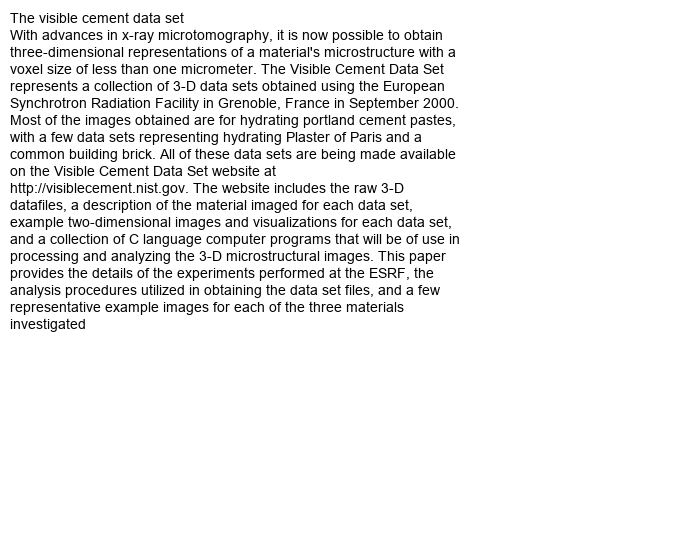 The visible cement data set
With advances in x-ray microtomography, it is now possible to obtain
three-dimensional representations of a material's microstructure with a
voxel size of less than one micrometer. The Visible Cement Data Set
represents a collection of 3-D data sets obtained using the European
Synchrotron Radiation Facility in Grenoble, France in September 2000.
Most of the images obtained are for hydrating portland cement pastes,
with a few data sets representing hydrating Plaster of Paris and a
common building brick. All of these data sets are being made available
on the Visible Cement Data Set website at
http://visiblecement.nist.gov. The website includes the raw 3-D
datafiles, a description of the material imaged for each data set,
example two-dimensional images and visualizations for each data set,
and a collection of C language computer programs that will be of use in
processing and analyzing the 3-D microstructural images. This paper
provides the details of the experiments performed at the ESRF, the
analysis procedures utilized in obtaining the data set files, and a few
representative example images for each of the three materials
investigated